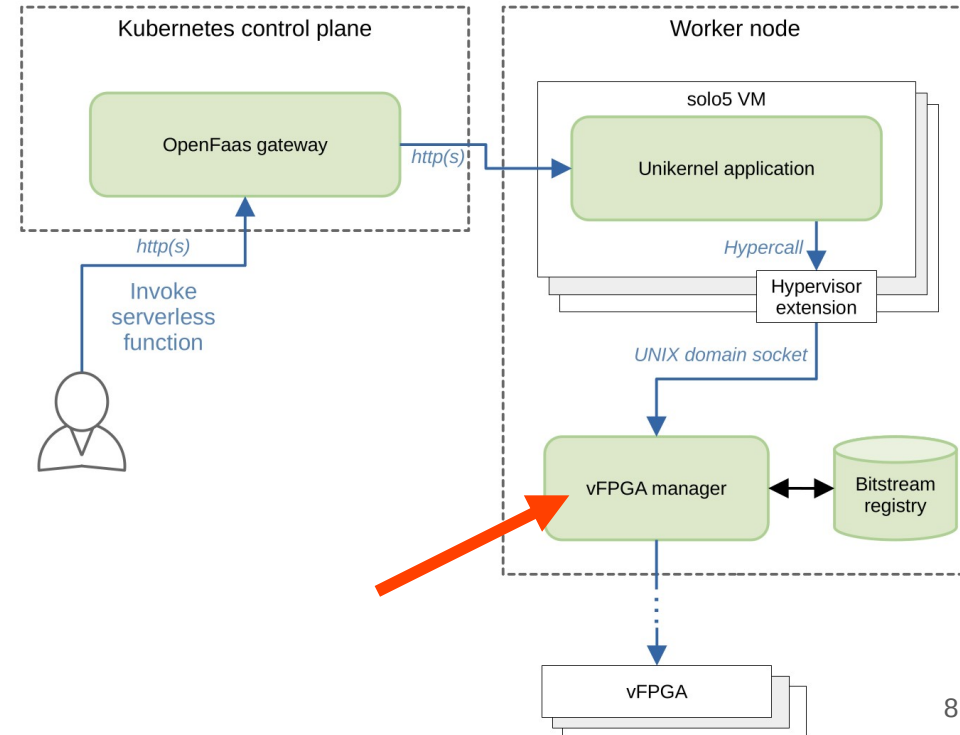 Kubernetes control plane
Worker node
solo5 VM
OpenFaas gateway
http(s)
Unikernel application
http(s)
Hypercall
Invoke
serverless
function
Hypervisor
extension
UNIX domain socket
vFPGA manager
Bitstream
registry
vFPGA
8